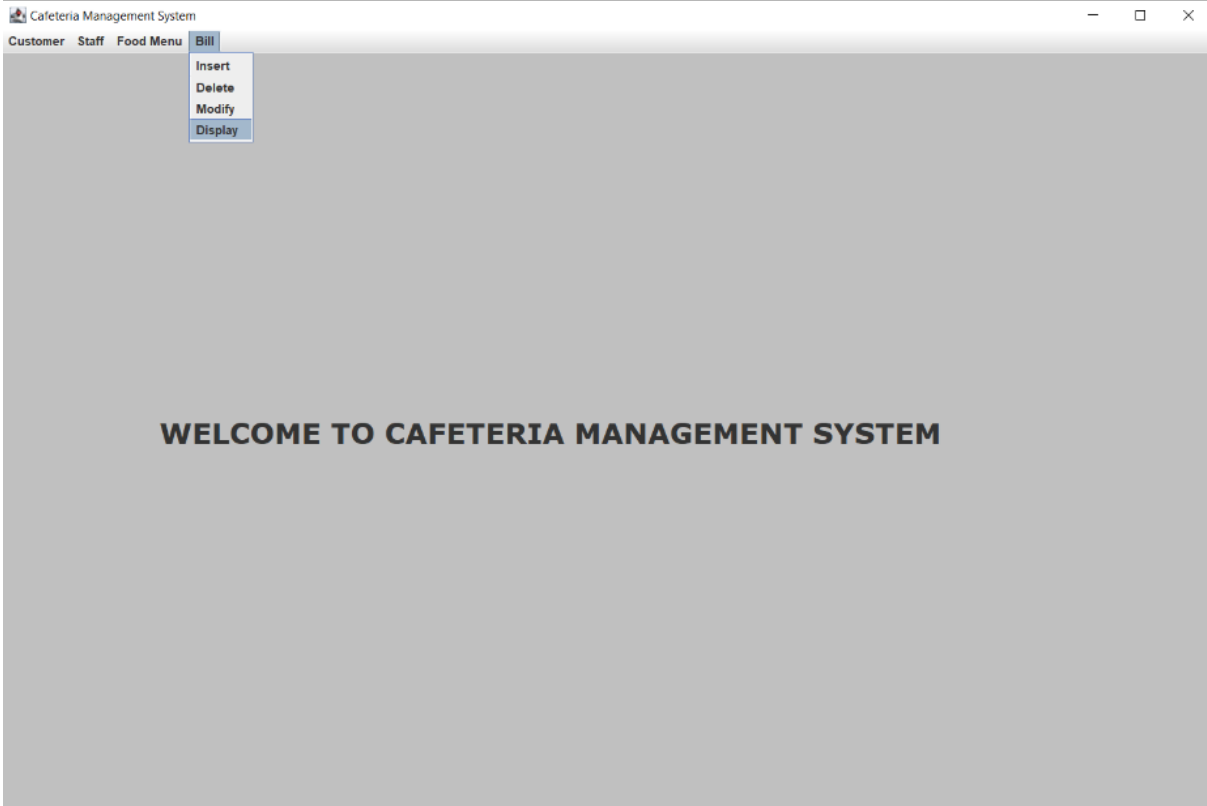 Cafeteria Management System
Customer Staff Food Menu Bill
Insert
Delete
Modify
Display
WELCOME TO CAFETERIA MANAGEMENT SYSTEM